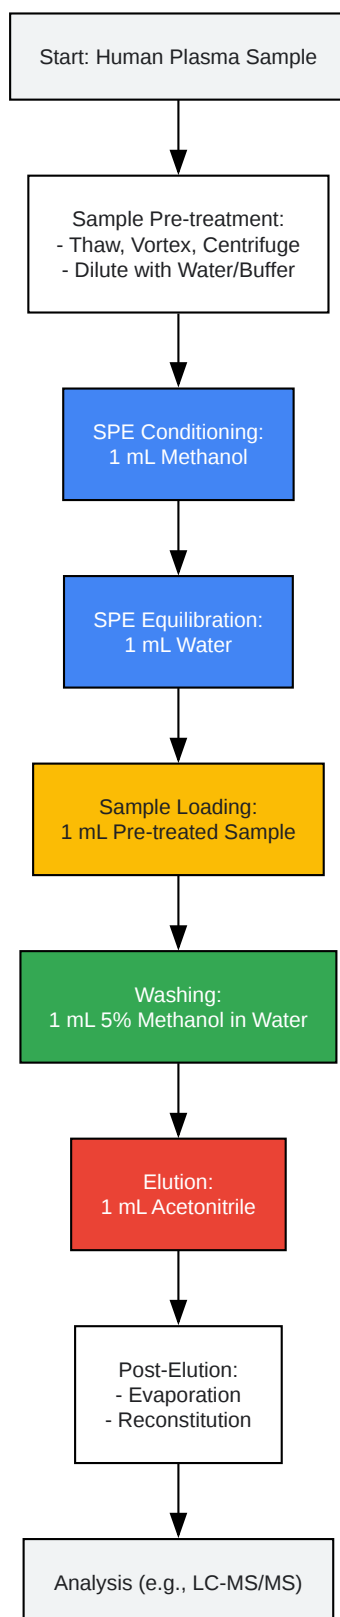 Start: Human Plasma Sample
Sample Pre-treatment:
- Thaw, Vortex, Centrifuge
- Dilute with Water/Buffer
SPE Conditioning:
1 mL Methanol
SPE Equilibration:
1 mL Water
Sample Loading:
1 mL Pre-treated Sample
Washing:
1 mL 5% Methanol in Water
Elution:
1 mL Acetonitrile
Post-Elution:
- Evaporation
- Reconstitution
Analysis (e.g., LC-MS/MS)